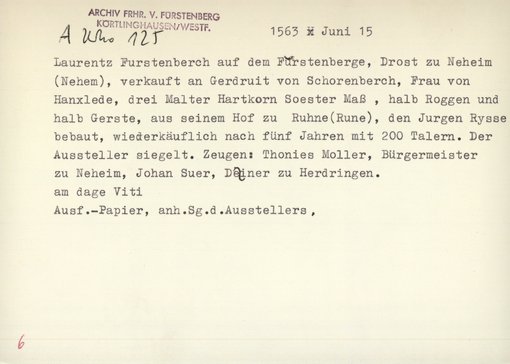 ARCHIV FRHR. V. FÜRSTENBERG
KÖRTLINGHAUSEN/WESTF.
A Uho 125
1563 Juni 15
Laurentz Furstenberch auf dem Fürstenberge, Drost zu Neheim
(Nehem), verkauft an Gerdruit von Schorenberch, Frau von
Hanxlede, drei Malter Hartkorn Soester Maß , halb Roggen und
halb Gerste, aus seinem Hof zu Ruhne(Rune), den Jurgen Rysse
bebaut, wiederkäuflich nach fünf Jahren mit 200 Talern. Der
Aussteller siegelt. Zeugen: Thonies Moller, Bürgermeister
zu Neheim, Johan Suer, zu Herdringen.
am dage Viti
Ausf.-Papier, anh.Sg.d.Ausstellers,
6